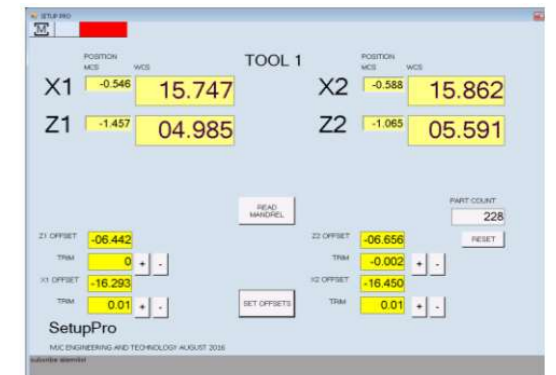 SETUP PRO
M
POSITION
MCS WCS
TOOL 1
POSITION
MCS WCS
X1 -0.546 15.747
X2 -0.588 15.862
Z1 -1.457 04.985
Z2 -1.065 05.591
READ MANDREL
PART COUNT
228
RESET
Z1 OFFSET -06.442
TRIM 0 + -
X1 OFFSET -16.293
TRIM 0.01 + -
SET OFFSETS
Z2 OFFSET -06.656
TRIM -0.002 + -
X2 OFFSET -16.450
TRIM 0.01 + -
SetupPro
MJC ENGINEERING AND TECHNOLOGY AUGUST 2016